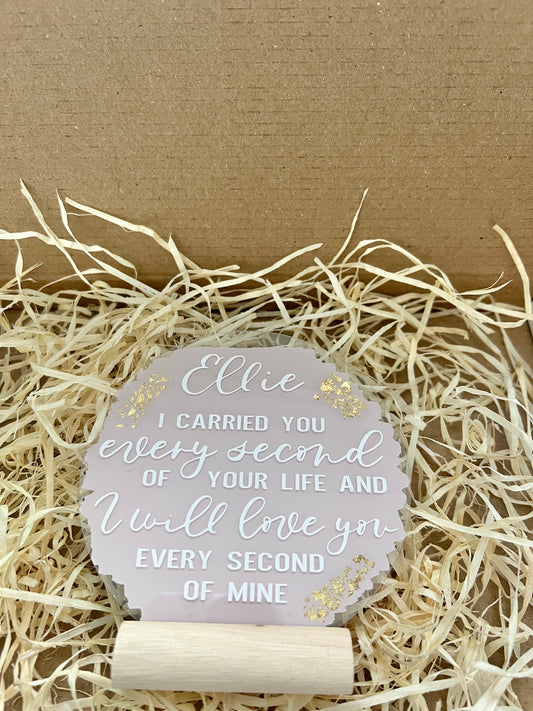 Ellie
I CARRIED YOU
every second
OF YOUR LIFE AND
I will love you
EVERY SECOND
OF MINE